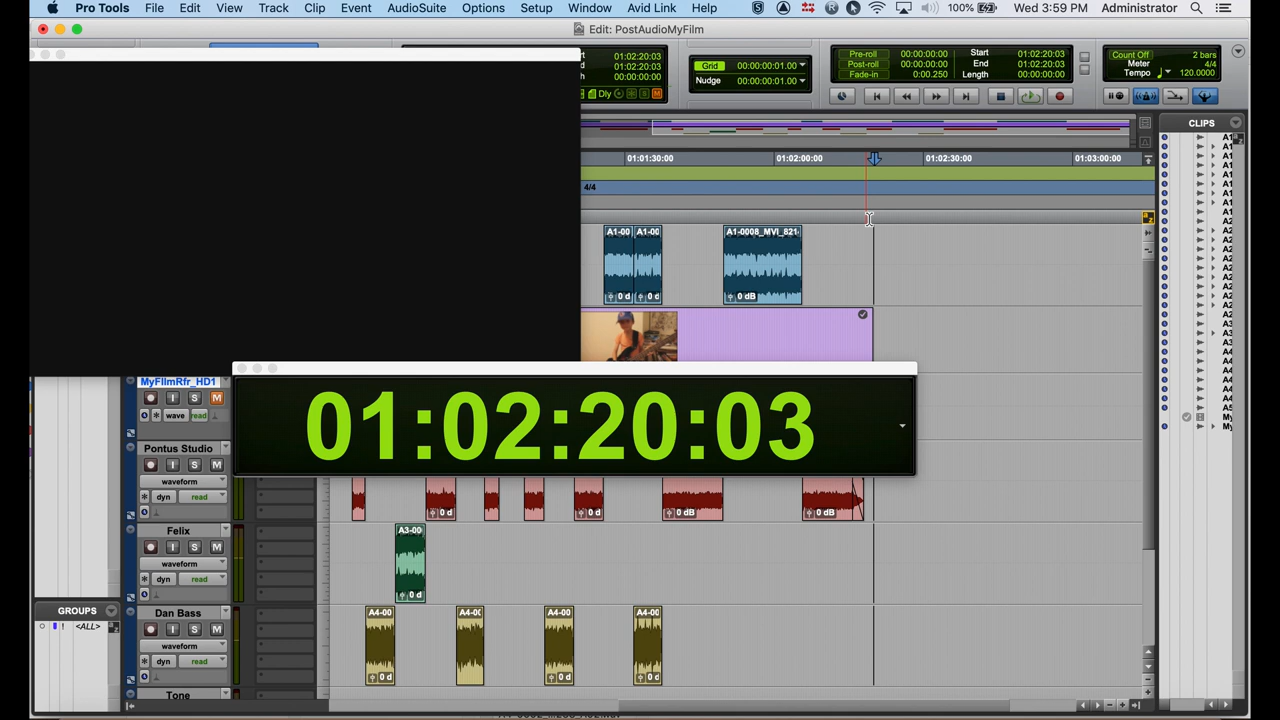 Pro Tools File Edit View Track Clip Event AudioSuite Options Setup Window Avid Link Help 100% Wed 3:59 PM Administrator
Edit: PostAudioMyFilm
01:02:20:03
01:02:20:03
00:00:00:00
Dly
Grid 00:00:00:01.00
Nudge 00:00:00:01.00
Pre-roll 00:00:00:00 Start 01:02:20:03
Post-roll 00:00:00:00 End 01:02:20:03
Fade-in 0:00.250 Length 00:00:00:00
Count Off 2 bars
Meter 4/4
Tempo 120.0000
CLIPS
01:01:30:00 01:02:00:00 01:02:30:00 01:03:00:00
4/4
A1-00 A1-00 A1-0008_MVI_821
0 d 0 d 0 dB
MyFIlmRfr_HD1
I S M
wave read
01:02:20:03
Pontus Studio
I S M
waveform
dyn read
0 d 0 d 0 dB 0 dB
Felix
I S M
waveform
dyn read
A3-00
0 d
GROUPS
! <ALL>
Dan Bass
I S M
waveform
dyn read
A4-00 A4-00 A4-00 A4-00
0 d 0 d 0 d
Tone